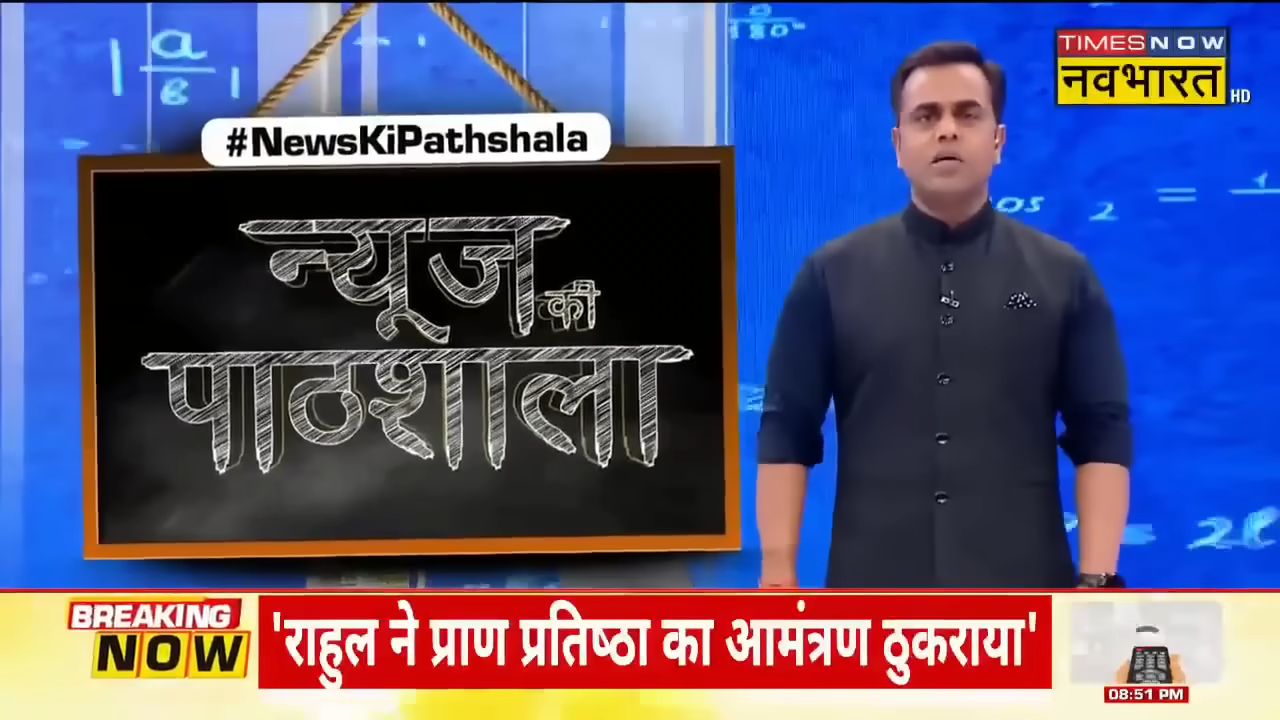 TIMES NOW
नवभारत
HD
#NewsKiPathshala
न्यूज की
पाठशाला
BREAKING
NOW
'राहुल ने प्राण प्रतिष्ठा का आमंत्रण ठुकराया'
08:51 PM